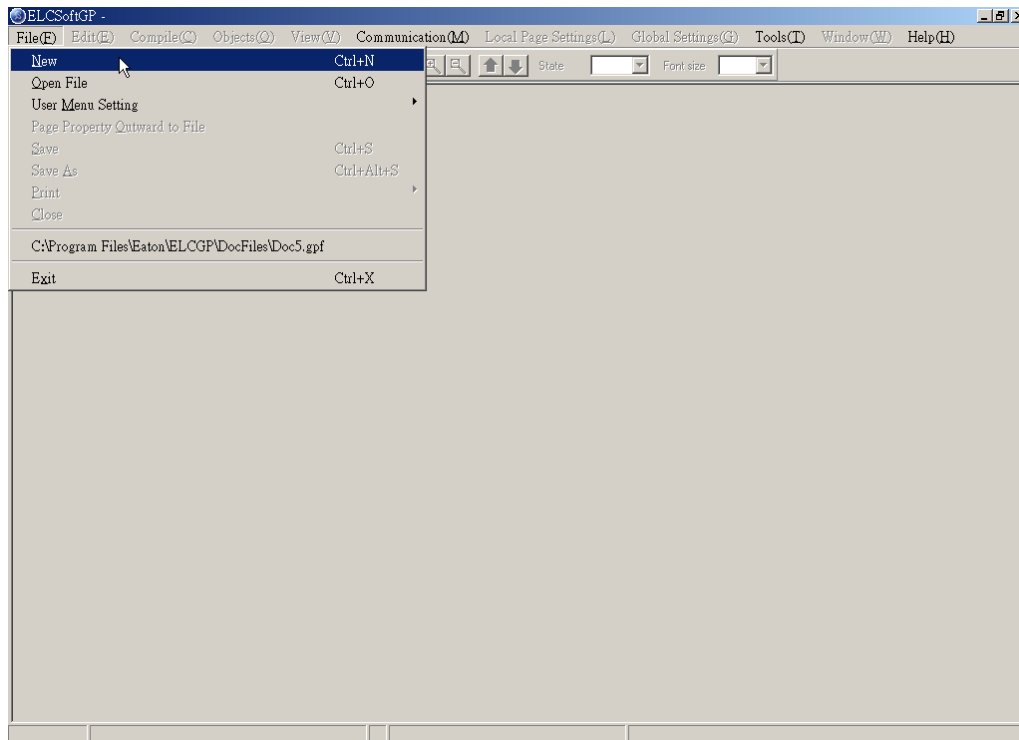 ELCSoftGP -
File(F) Edit(E) Compile(C) Objects(O) View(V) Communication(M) Local Page Settings(L) Global Settings(G) Tools(T) Window(W) Help(H)
State Font size
New Ctrl+N
Open File Ctrl+O
User Menu Setting
Page Property Outward to File
Save Ctrl+S
Save As Ctrl+Alt+S
Print
Close
C:\Program Files\Eaton\ELCGP\DocFiles\Doc5.gpf
Exit Ctrl+X